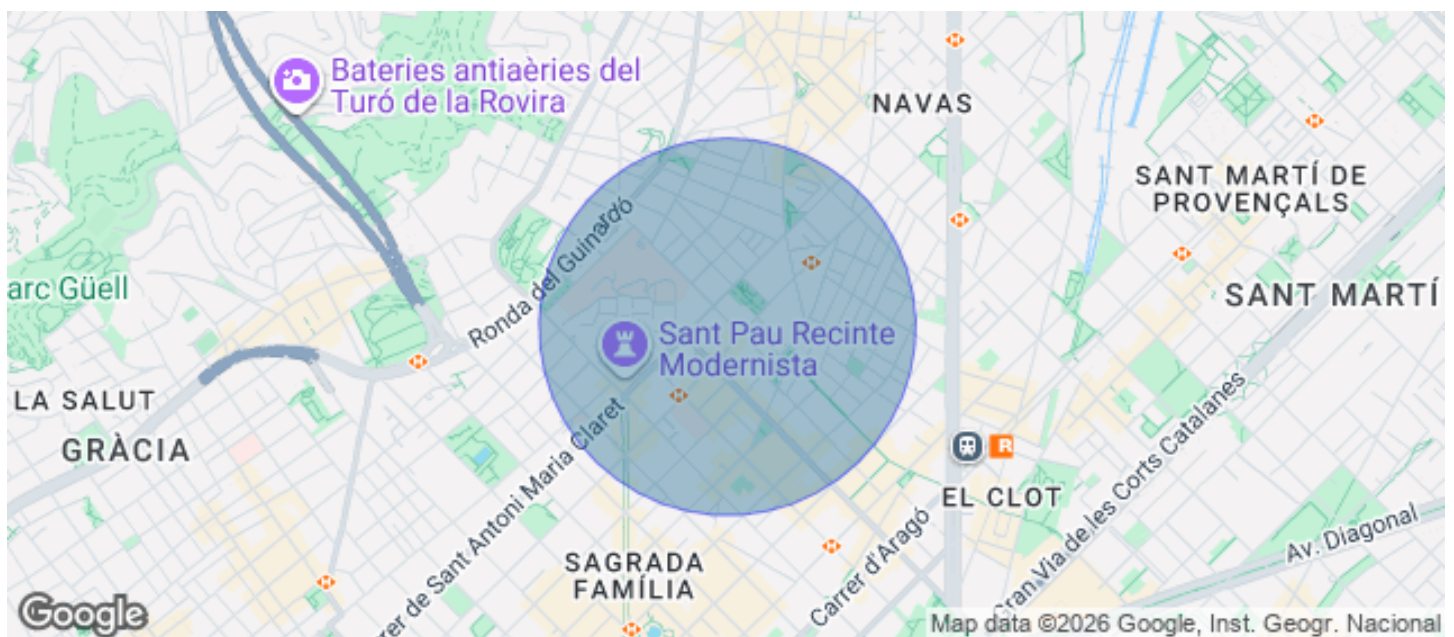 Bateries antiaèries del
Turó de la Rovira
NAVAS
SANT MARTÍ DE
PROVENÇALS
Ronda del Guinardó
arc Güell
SANT MARTÍ
Sant Pau Recinte
Modernista
LA SALUT
GRÀCIA
rer de Sant Antoni Maria Claret
R
EL CLOT
Gran Via de les Corts Catalanes
Carrer d'Aragó
Av. Diagonal
SAGRADA
FAMÍLIA
Google
Map data ©2026 Google, Inst. Geogr. Nacional